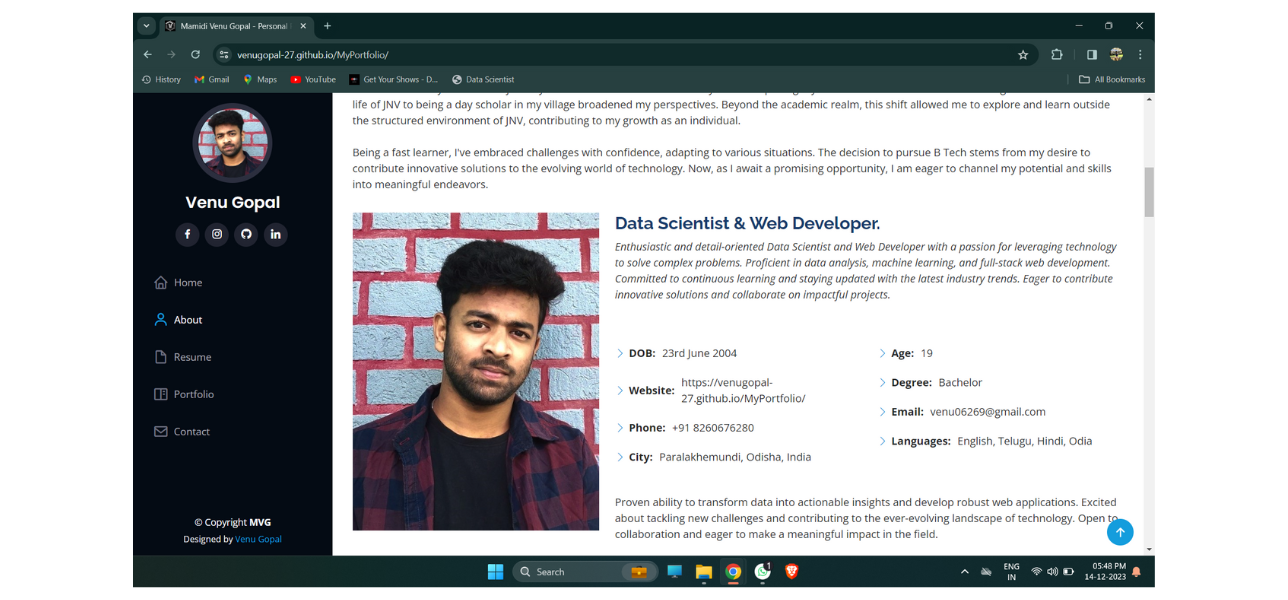 Mamidi Venu Gopal - Personal
venugopal-27.github.io/MyPortfolio/
History
Gmail
Maps
YouTube
Get Your Shows - D...
Data Scientist
All Bookmarks
Venu Gopal
Home
About
Resume
Portfolio
Contact
© Copyright MVG
Designed by Venu Gopal
life of JNV to being a day scholar in my village broadened my perspectives. Beyond the academic realm, this shift allowed me to explore and learn outside
the structured environment of JNV, contributing to my growth as an individual.
Being a fast learner, I've embraced challenges with confidence, adapting to various situations. The decision to pursue B Tech stems from my desire to
contribute innovative solutions to the evolving world of technology. Now, as I await a promising opportunity, I am eager to channel my potential and skills
into meaningful endeavors.
Data Scientist & Web Developer.
Enthusiastic and detail-oriented Data Scientist and Web Developer with a passion for leveraging technology
to solve complex problems. Proficient in data analysis, machine learning, and full-stack web development.
Committed to continuous learning and staying updated with the latest industry trends. Eager to contribute
innovative solutions and collaborate on impactful projects.
DOB: 23rd June 2004
Website: https://venugopal-
27.github.io/MyPortfolio/
Phone: +91 8260676280
City: Paralakhemundi, Odisha, India
Age: 19
Degree: Bachelor
Email: venu06269@gmail.com
Languages: English, Telugu, Hindi, Odia
Proven ability to transform data into actionable insights and develop robust web applications. Excited
about tackling new challenges and contributing to the ever-evolving landscape of technology. Open to
collaboration and eager to make a meaningful impact in the field.
Search
1
ENG
IN
05:48 PM
14-12-2023